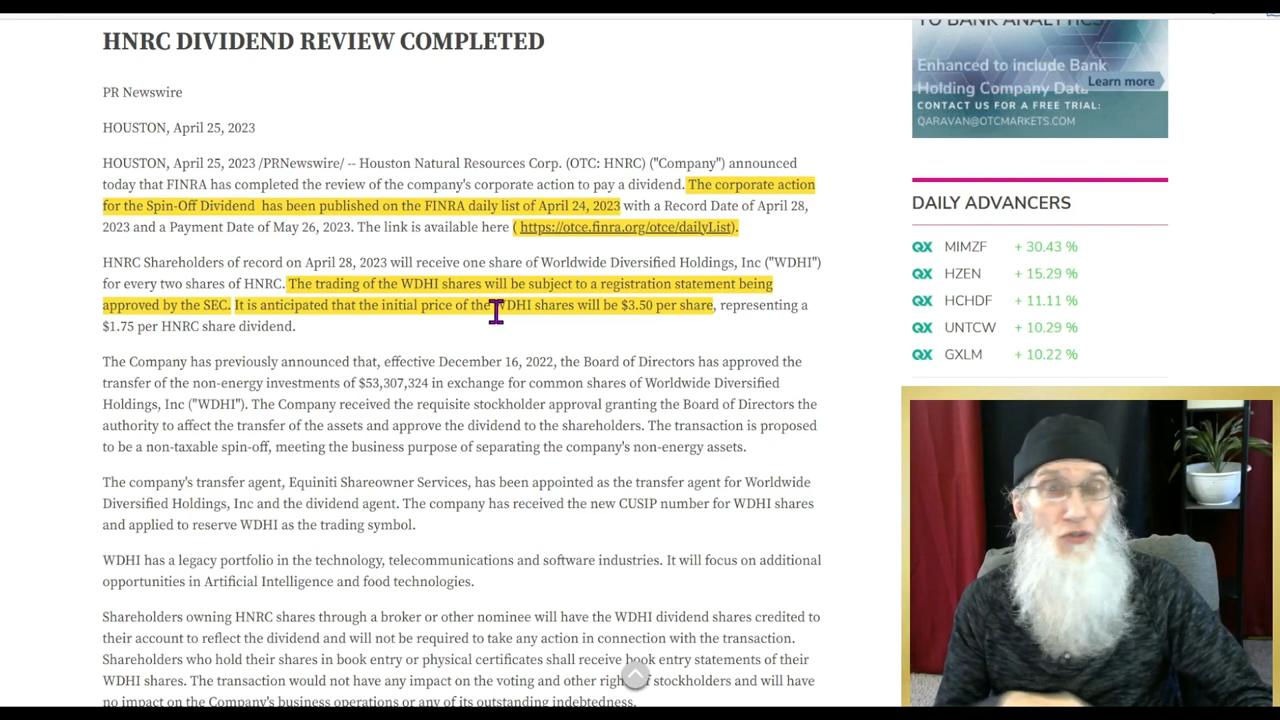 HNRC DIVIDEND REVIEW COMPLETED
PR Newswire
HOUSTON, April 25, 2023
HOUSTON, April 25, 2023 /PRNewswire/ -- Houston Natural Resources Corp. (OTC: HNRC) ("Company") announced
today that FINRA has completed the review of the company's corporate action to pay a dividend. The corporate action
for the Spin-Off Dividend has been published on the FINRA daily list of April 24, 2023 with a Record Date of April 28,
2023 and a Payment Date of May 26, 2023. The link is available here ( https://otce.finra.org/otce/dailyList).
HNRC Shareholders of record on April 28, 2023 will receive one share of Worldwide Diversified Holdings, Inc ("WDHI")
for every two shares of HNRC. The trading of the WDHI shares will be subject to a registration statement being
approved by the SEC. It is anticipated that the initial price of the WDHI shares will be $3.50 per share, representing a
$1.75 per HNRC share dividend.
The Company has previously announced that, effective December 16, 2022, the Board of Directors has approved the
transfer of the non-energy investments of $53,307,324 in exchange for common shares of Worldwide Diversified
Holdings, Inc ("WDHI"). The Company received the requisite stockholder approval granting the Board of Directors the
authority to affect the transfer of the assets and approve the dividend to the shareholders. The transaction is proposed
to be a non-taxable spin-off, meeting the business purpose of separating the company's non-energy assets.
The company's transfer agent, Equiniti Shareowner Services, has been appointed as the transfer agent for Worldwide
Diversified Holdings, Inc and the dividend agent. The company has received the new CUSIP number for WDHI shares
and applied to reserve WDHI as the trading symbol.
WDHI has a legacy portfolio in the technology, telecommunications and software industries. It will focus on additional
opportunities in Artificial Intelligence and food technologies.
Shareholders owning HNRC shares through a broker or other nominee will have the WDHI dividend shares credited to
their account to reflect the dividend and will not be required to take any action in connection with the transaction.
Shareholders who hold their shares in book entry or physical certificates shall receive book entry statements of their
WDHI shares. The transaction would not have any impact on the voting and other stockholders and will have
no impact on the Company's business operations or any of its outstanding indebtedness.
TO BANK ANALYTICS
Enhanced to include Bank
Holding Company Data
Learn more
CONTACT US FOR A FREE TRIAL:
QARAVAN@OTCMARKETS.COM
DAILY ADVANCERS
QX MIMZF + 30.43 %
QX HZEN + 15.29 %
QX HCHDF + 11.11 %
QX UNTCW + 10.29 %
QX GXLM + 10.22 %